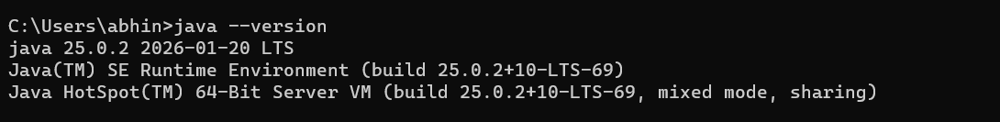 C:\Users\abhin>java --version
java 25.0.2 2026-01-20 LTS
Java(TM) SE Runtime Environment (build 25.0.2+10-LTS-69)
Java HotSpot(TM) 64-Bit Server VM (build 25.0.2+10-LTS-69, mixed mode, sharing)